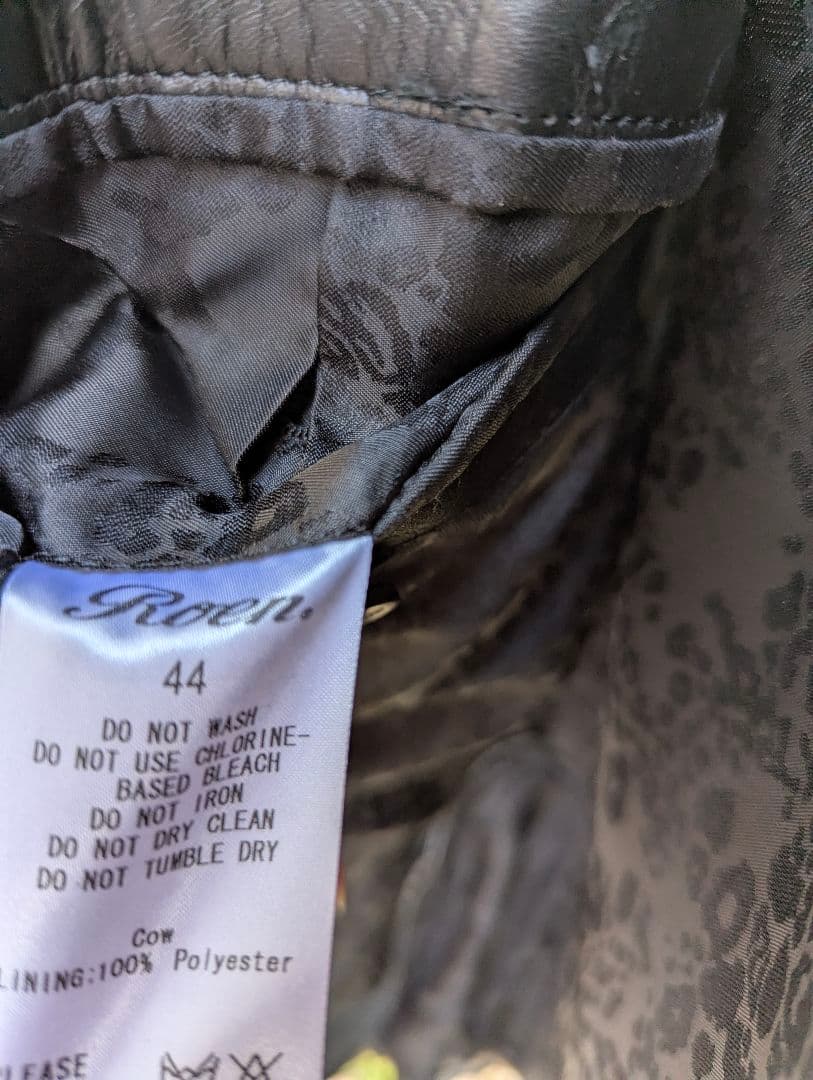 Roen.
44
DO NOT WASH
DO NOT USE CHLORINE-
BASED BLEACH
DO NOT IRON
DO NOT DRY CLEAN
DO NOT TUMBLE DRY
Cow
LINING:100% Polyester
PLEASE